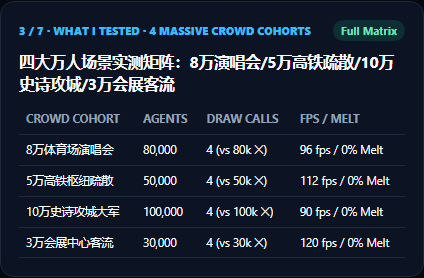 3 / 7 · WHAT I TESTED · 4 MASSIVE CROWD COHORTS
Full Matrix
四大万人场景实测矩阵：8万演唱会/5万高铁疏散/10万
史诗攻城/3万会展客流
CROWD COHORT AGENTS DRAW CALLS FPS / MELT
8万体育场演唱会 80,000 4 (vs 80k ✕) 96 fps / 0% Melt
5万高铁枢纽疏散 50,000 4 (vs 50k ✕) 112 fps / 0% Melt
10万史诗攻城大军 100,000 4 (vs 100k ✕) 90 fps / 0% Melt
3万会展中心客流 30,000 4 (vs 30k ✕) 120 fps / 0% Melt